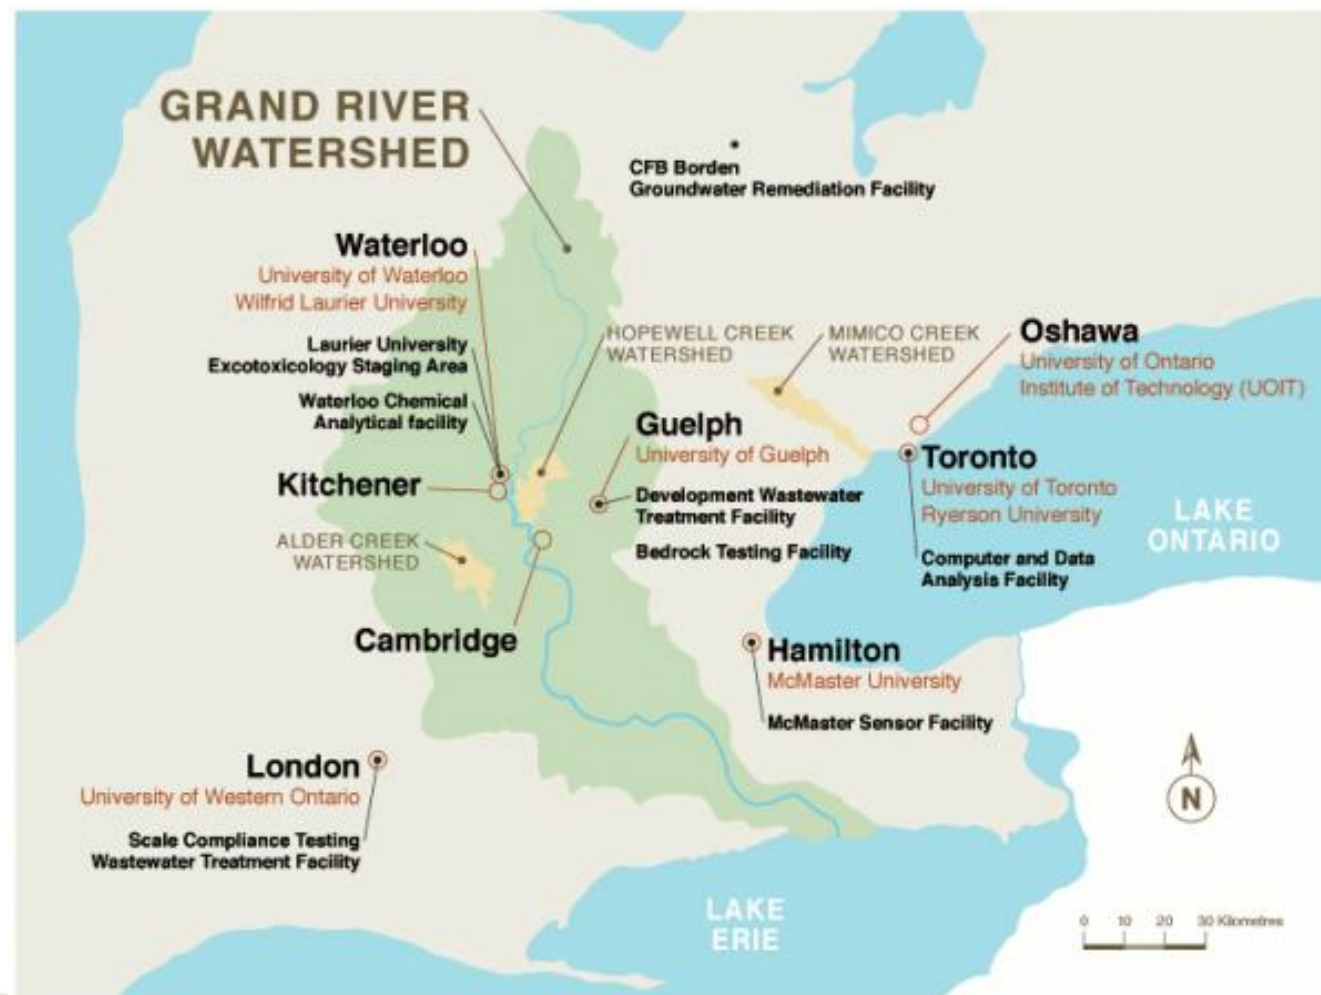 GRAND RIVER
WATERSHED
CFB Borden
Groundwater Remediation Facility
Waterloo
University of Waterloo
Wilfrid Laurier University
Laurier University
Excotoxicology Staging Area
Waterloo Chemical
Analytical facility
Kitchener
ALDER CREEK
WATERSHED
Cambridge
HOPEWELL CREEK
WATERSHED
MIMICO CREEK
WATERSHED
Guelph
University of Guelph
Development Wastewater
Treatment Facility
Bedrock Testing Facility
Oshawa
University of Ontario
Institute of Technology (UOIT)
Toronto
University of Toronto
Ryerson University
Computer and Data
Analysis Facility
LAKE
ONTARIO
Hamilton
McMaster University
McMaster Sensor Facility
London
University of Western Ontario
Scale Compliance Testing
Wastewater Treatment Facility
LAKE
ERIE
N
0 10 20 30 Kilometres